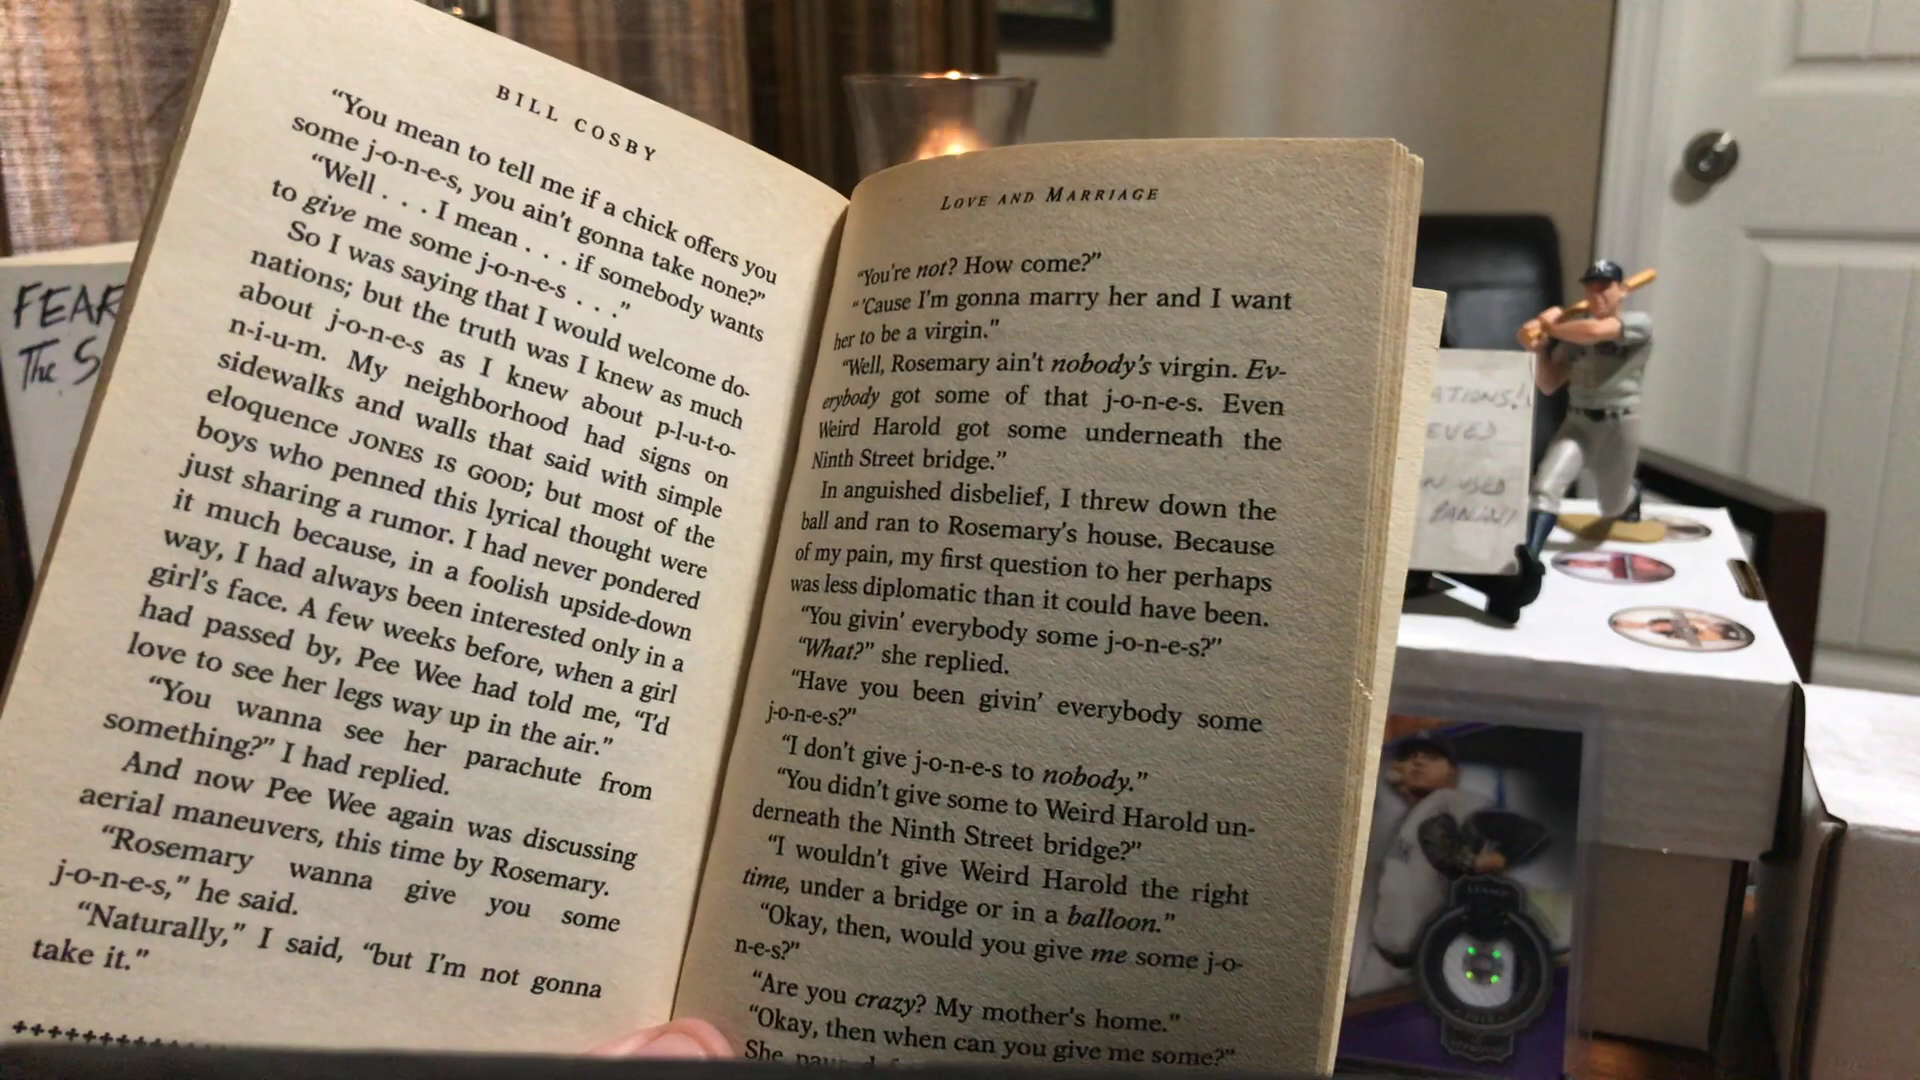 BILL COSBY
“You mean to tell me if a chick offers you
some j-o-n-e-s, you ain't gonna take none?”
“Well . . . I mean . . . if somebody wants
to give me some j-o-n-e-s . . .”
So I was saying that I would welcome do-
nations; but the truth was I knew as much
about j-o-n-e-s as I knew about p-l-u-t-o-
n-i-u-m. My neighborhood had signs on
sidewalks and walls that said with simple
eloquence JONES IS GOOD; but most of the
boys who penned this lyrical thought were
just sharing a rumor. I had never pondered
it much because, in a foolish upside-down
way, I had always been interested only in a
girl's face. A few weeks before, when a girl
had passed by, Pee Wee had told me, “I'd
love to see her legs way up in the air.”
“You wanna see her parachute from
something?” I had replied.
And now Pee Wee again was discussing
aerial maneuvers, this time by Rosemary.
“Rosemary wanna give you some
j-o-n-e-s,” he said.
“Naturally,” I said, “but I'm not gonna
take it.”
LOVE AND MARRIAGE
“You're not? How come?”
“'Cause I'm gonna marry her and I want
her to be a virgin.”
“Well, Rosemary ain't nobody's virgin. Ev-
erybody got some of that j-o-n-e-s. Even
Weird Harold got some underneath the
Ninth Street bridge.”
In anguished disbelief, I threw down the
ball and ran to Rosemary's house. Because
of my pain, my first question to her perhaps
was less diplomatic than it could have been.
“You givin' everybody some j-o-n-e-s?”
“What?” she replied.
“Have you been givin' everybody some
j-o-n-e-s?”
“I don't give j-o-n-e-s to nobody.”
“You didn't give some to Weird Harold un-
derneath the Ninth Street bridge?”
“I wouldn't give Weird Harold the right
time, under a bridge or in a balloon.”
“Okay, then, would you give me some j-o-
n-e-s?”
“Are you crazy? My mother's home.”
“Okay, then when can you give me some?”
She
FEAR
The S
ATIONS!
USED